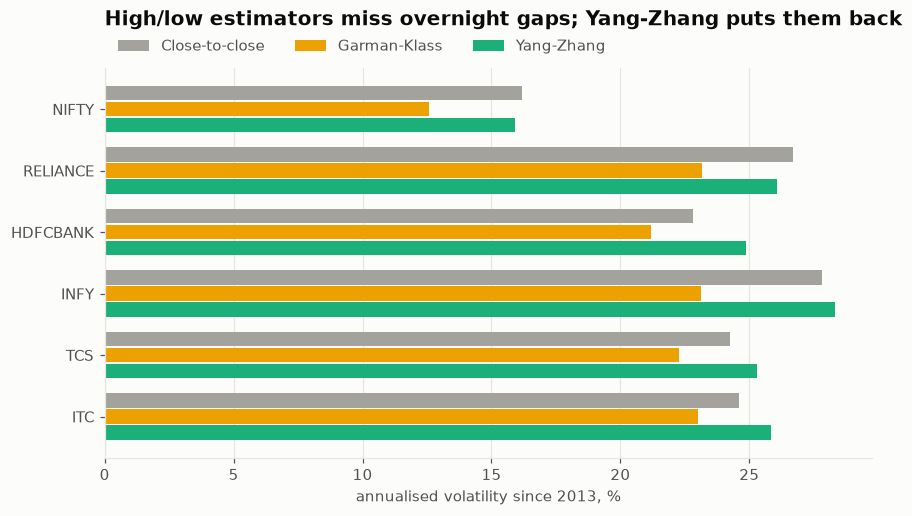 High/low estimators miss overnight gaps; Yang-Zhang puts them back
Close-to-close Garman-Klass Yang-Zhang
NIFTY
RELIANCE
HDFCBANK
INFY
TCS
ITC
0 5 10 15 20 25
annualised volatility since 2013, %